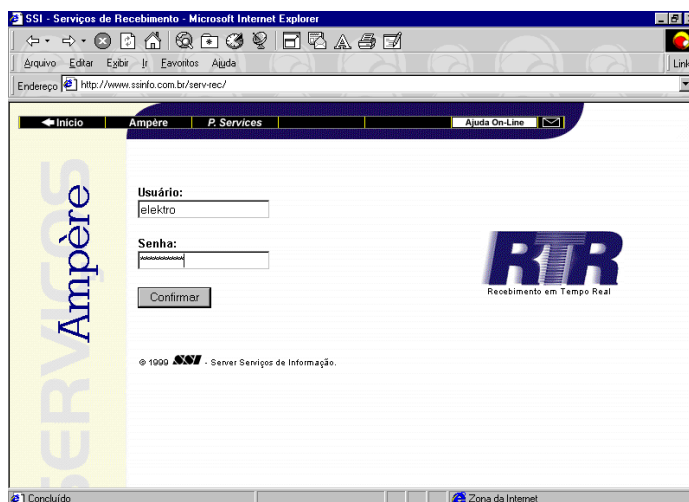 SSI - Serviços de Recebimento - Microsoft Internet Explorer
Arquivo Editar Exibir Ir Favoritos Ajuda
Link
Endereço http://www.ssinfo.com.br/serv-rec/
Inicio Ampère P. Services Ajuda On-Line
SERVIÇOS
Ampère
Usuário:
elektro
Senha:
**********
Confirmar
RTR
Recebimento em Tempo Real
© 1999 SSI - Server Serviços de Informação.
Concluído Zona da Internet